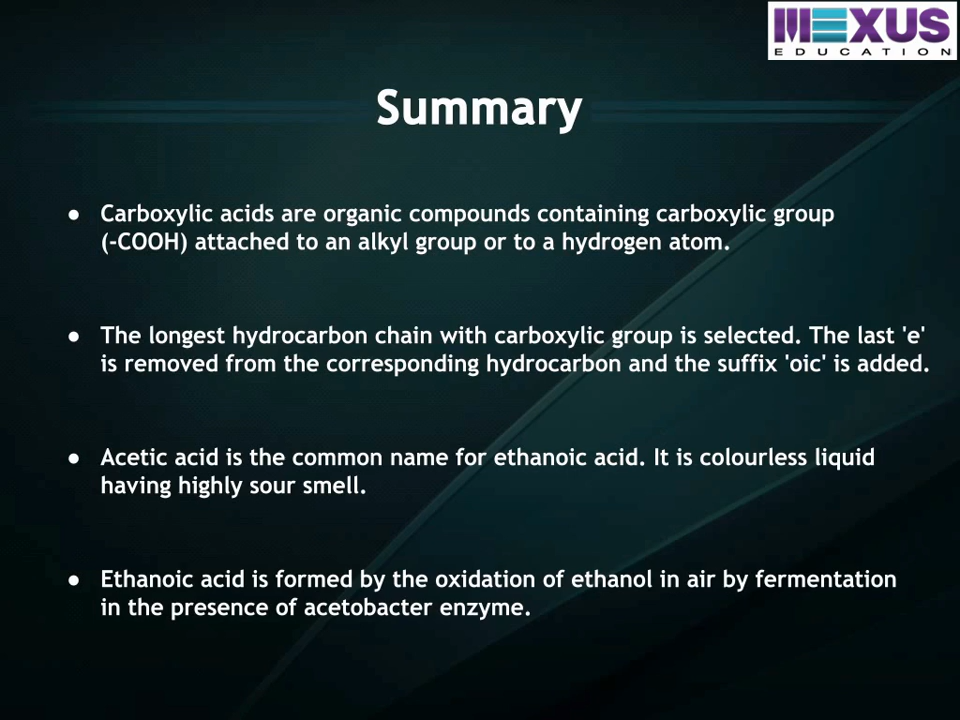 MEXUS
EDUCATION
Summary
● Carboxylic acids are organic compounds containing carboxylic group
(-COOH) attached to an alkyl group or to a hydrogen atom.
● The longest hydrocarbon chain with carboxylic group is selected. The last 'e'
is removed from the corresponding hydrocarbon and the suffix 'oic' is added.
● Acetic acid is the common name for ethanoic acid. It is colourless liquid
having highly sour smell.
● Ethanoic acid is formed by the oxidation of ethanol in air by fermentation
in the presence of acetobacter enzyme.